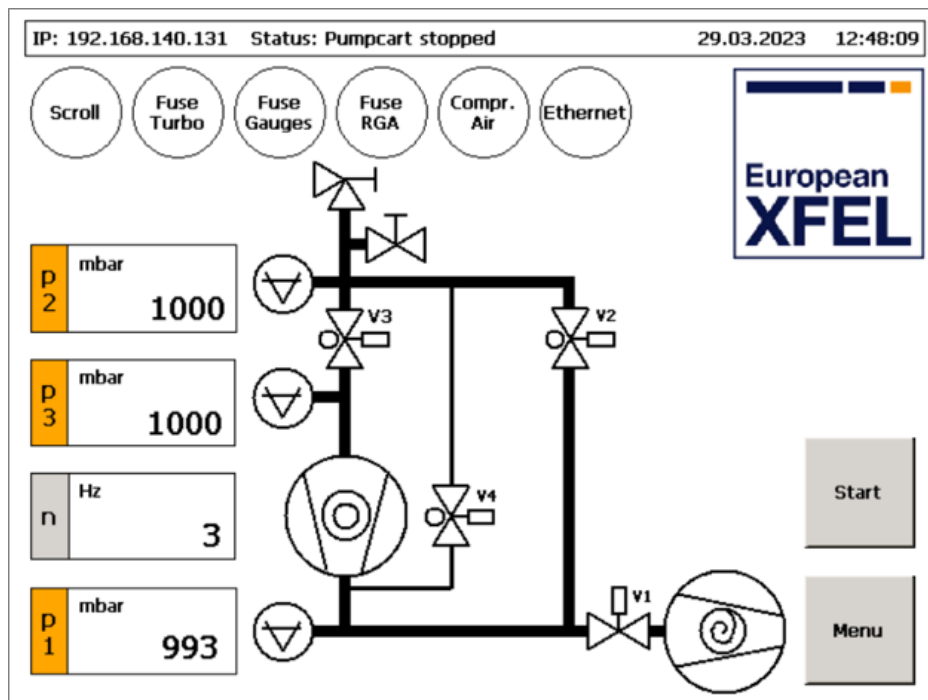 IP: 192.168.140.131 Status: Pumpcart stopped 29.03.2023 12:48:09
Scroll
Fuse
Turbo
Fuse
Gauges
Fuse
RGA
Compr.
Air
Ethernet
European
XFEL
p
2
mbar
1000
V3
V2
p
3
mbar
1000
n
Hz
3
V4
Start
p
1
mbar
993
V1
Menu